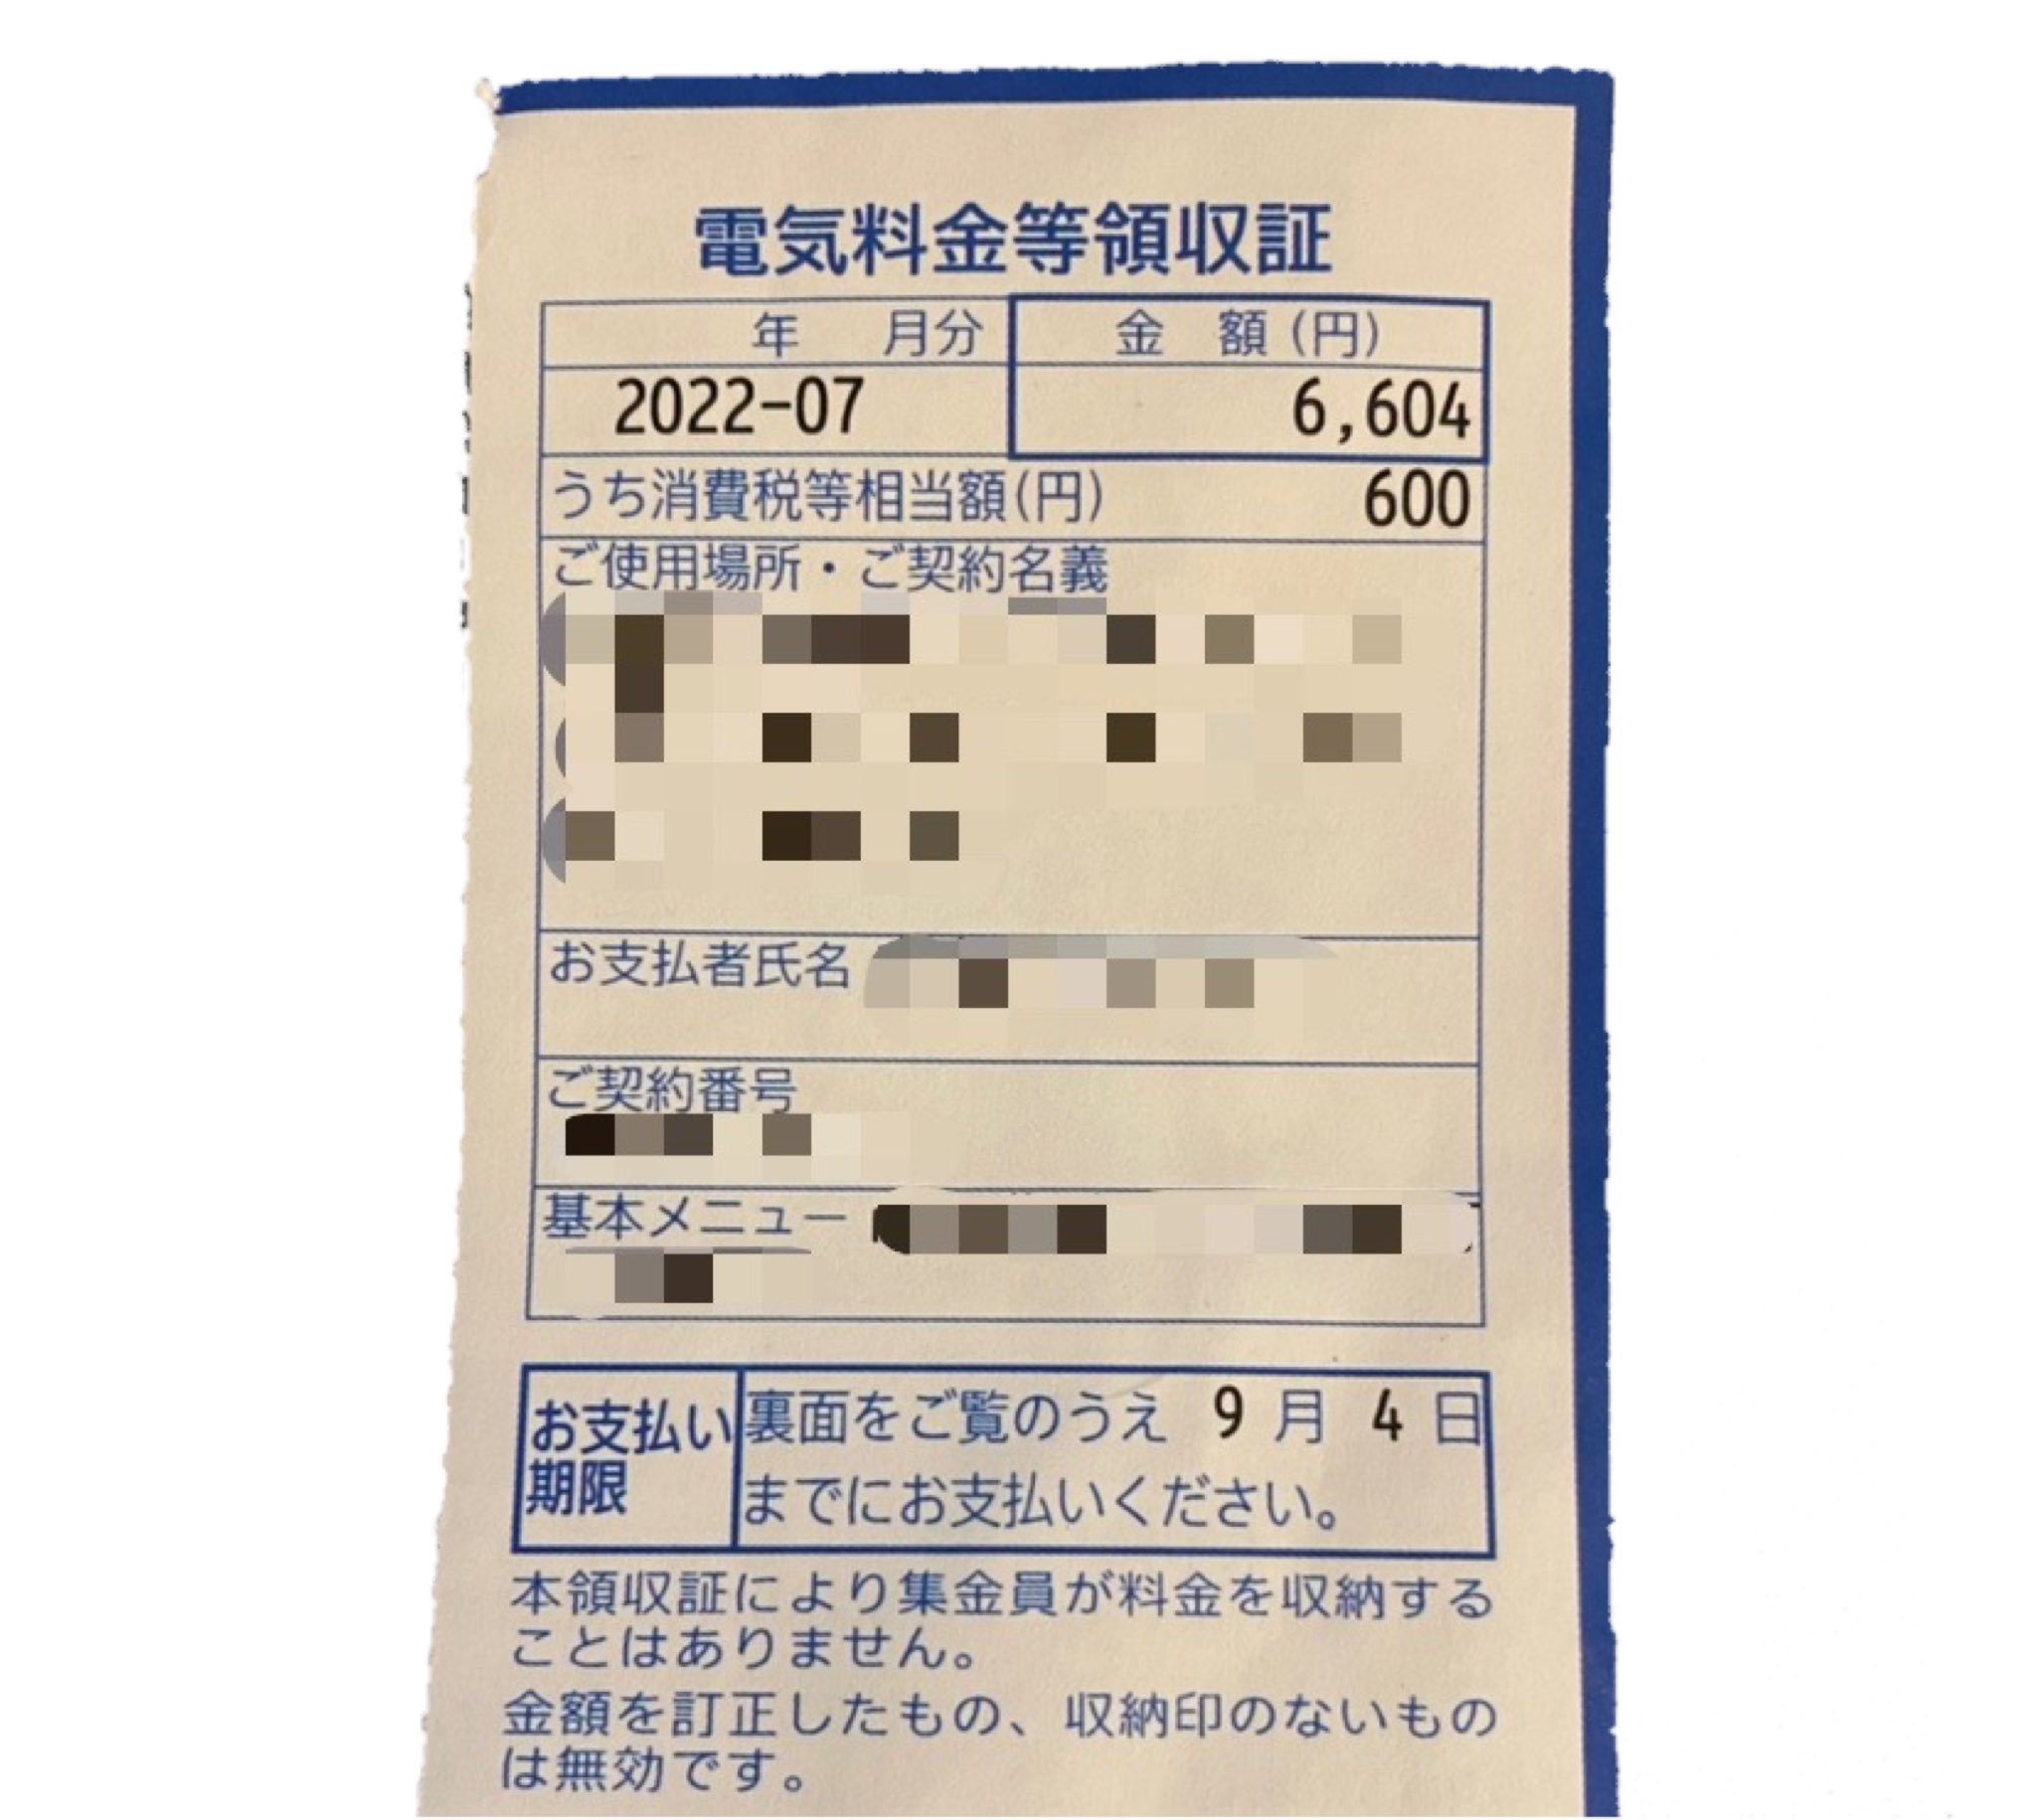 電気料金等領収証
年 月分 金 額(円)
2022-07 6,604
うち消費税等相当額(円) 600
ご使用場所・ご契約名義
お支払者氏名
ご契約番号
基本メニュー
お支払い期限
裏面をご覧のうえ 9 月 4 日
までにお支払いください。
本領収証により集金員が料金を収納する
ことはありません。
金額を訂正したもの、収納印のないもの
は無効です。